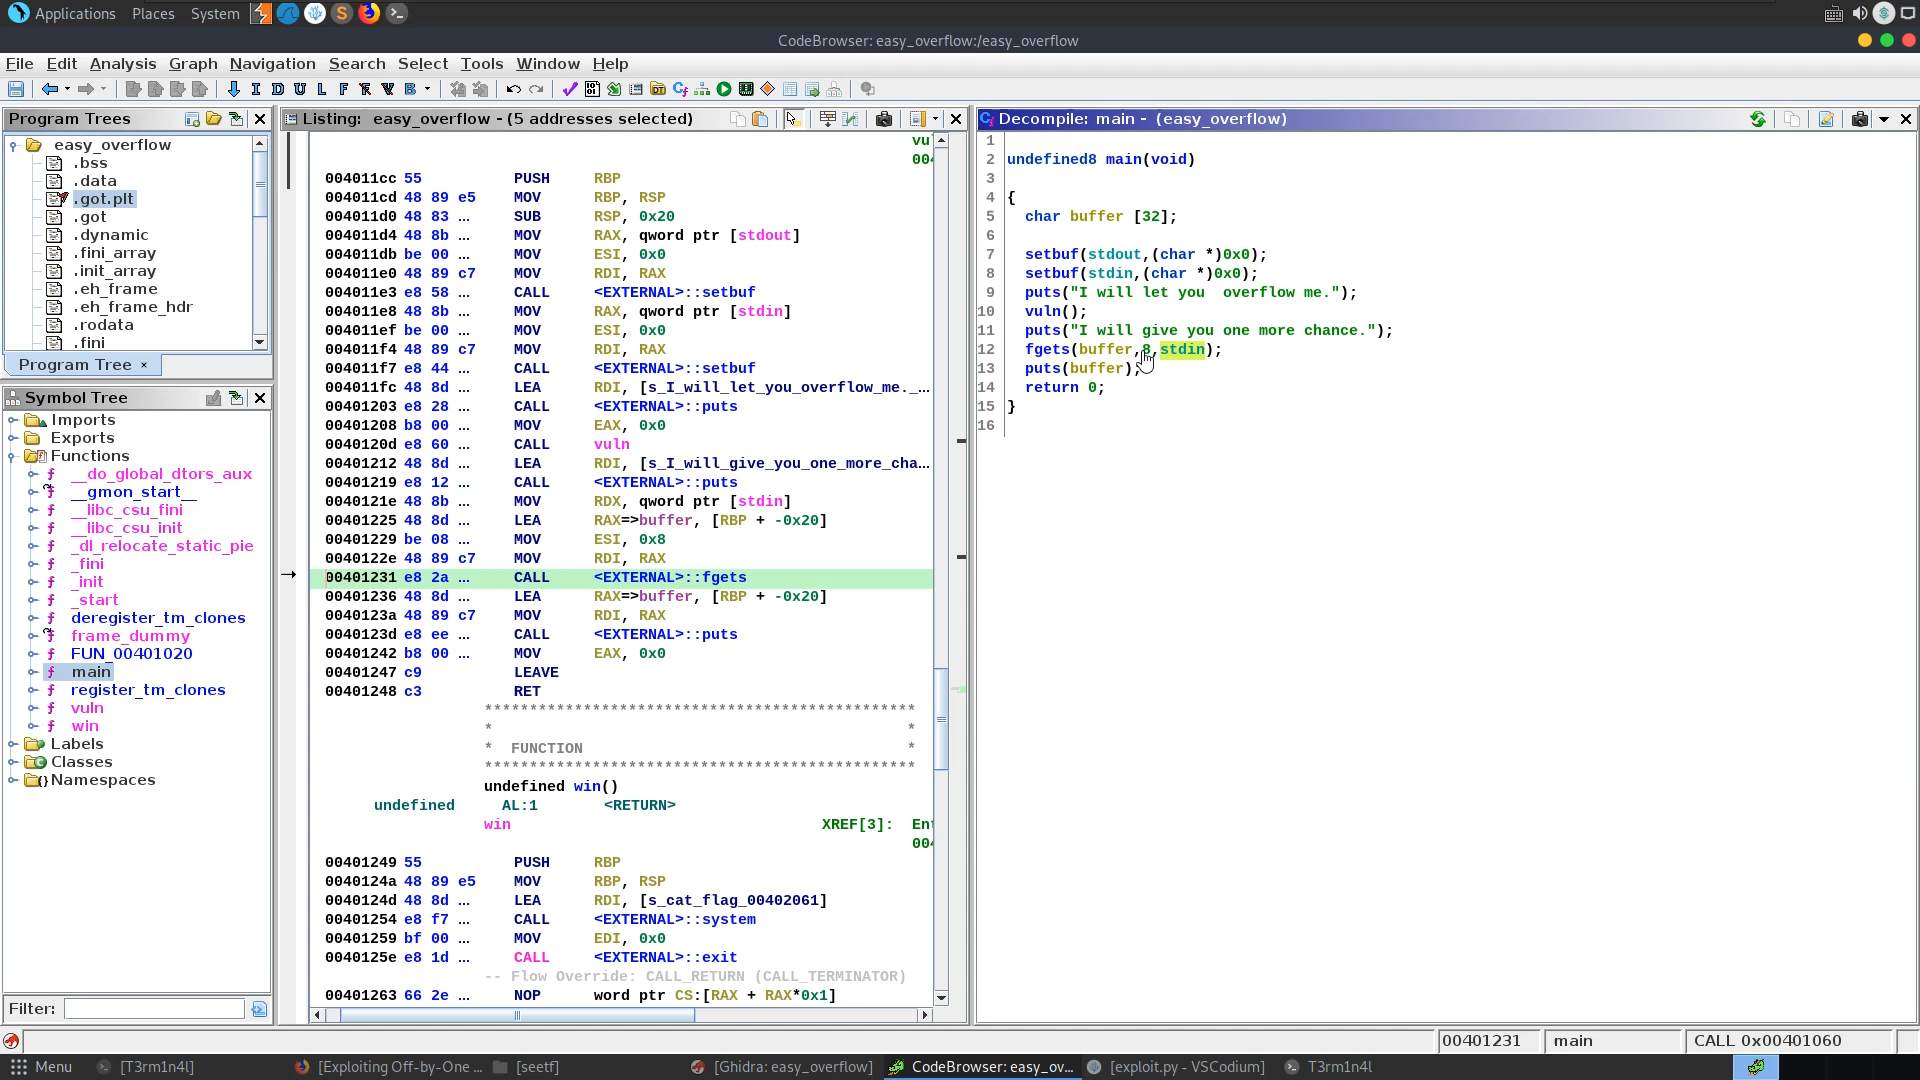 Applications Places System
CodeBrowser: easy_overflow:/easy_overflow
File Edit Analysis Graph Navigation Search Select Tools Window Help
I D U L F B
Program Trees
easy_overflow
.bss
.data
.got.plt
.got
.dynamic
.fini_array
.init_array
.eh_frame
.eh_frame_hdr
.rodata
.fini
Program Tree ×
Symbol Tree
Imports
Exports
Functions
f __do_global_dtors_aux
f __gmon_start__
f __libc_csu_fini
f __libc_csu_init
f _dl_relocate_static_pie
f _fini
f _init
f _start
f deregister_tm_clones
f frame_dummy
f FUN_00401020
f main
f register_tm_clones
f vuln
f win
Labels
Classes
Namespaces
Filter:
Listing: easy_overflow - (5 addresses selected)
vu
004
004011cc 55 PUSH RBP
004011cd 48 89 e5 MOV RBP, RSP
004011d0 48 83 ... SUB RSP, 0x20
004011d4 48 8b ... MOV RAX, qword ptr [stdout]
004011db be 00 ... MOV ESI, 0x0
004011e0 48 89 c7 MOV RDI, RAX
004011e3 e8 58 ... CALL <EXTERNAL>::setbuf
004011e8 48 8b ... MOV RAX, qword ptr [stdin]
004011ef be 00 ... MOV ESI, 0x0
004011f4 48 89 c7 MOV RDI, RAX
004011f7 e8 44 ... CALL <EXTERNAL>::setbuf
004011fc 48 8d ... LEA RDI, [s_I_will_let_you_overflow_me._...
00401203 e8 28 ... CALL <EXTERNAL>::puts
00401208 b8 00 ... MOV EAX, 0x0
0040120d e8 60 ... CALL vuln
00401212 48 8d ... LEA RDI, [s_I_will_give_you_one_more_cha...
00401219 e8 12 ... CALL <EXTERNAL>::puts
0040121e 48 8b ... MOV RDX, qword ptr [stdin]
00401225 48 8d ... LEA RAX=>buffer, [RBP + -0x20]
00401229 be 08 ... MOV ESI, 0x8
0040122e 48 89 c7 MOV RDI, RAX
00401231 e8 2a ... CALL <EXTERNAL>::fgets
00401236 48 8d ... LEA RAX=>buffer, [RBP + -0x20]
0040123a 48 89 c7 MOV RDI, RAX
0040123d e8 ee ... CALL <EXTERNAL>::puts
00401242 b8 00 ... MOV EAX, 0x0
00401247 c9 LEAVE
00401248 c3 RET
************************************************
* *
* FUNCTION *
************************************************
undefined win()
undefined AL:1 <RETURN>
win XREF[3]: Ent
004
00401249 55 PUSH RBP
0040124a 48 89 e5 MOV RBP, RSP
0040124d 48 8d ... LEA RDI, [s_cat_flag_00402061]
00401254 e8 f7 ... CALL <EXTERNAL>::system
00401259 bf 00 ... MOV EDI, 0x0
0040125e e8 1d ... CALL <EXTERNAL>::exit
-- Flow Override: CALL_RETURN (CALL_TERMINATOR)
00401263 66 2e ... NOP word ptr CS:[RAX + RAX*0x1]
Decompile: main - (easy_overflow)
1
2 undefined8 main(void)
3
4 {
5 char buffer [32];
6
7 setbuf(stdout,(char *)0x0);
8 setbuf(stdin,(char *)0x0);
9 puts("I will let you  overflow me.");
10 vuln();
11 puts("I will give you one more chance.");
12 fgets(buffer,8,stdin);
13 puts(buffer);
14 return 0;
15 }
16
00401231 main CALL 0x00401060
Menu [T3rm1n4l] [Exploiting Off-by-One ... [seetf] [Ghidra: easy_overflow] CodeBrowser: easy_ov... [exploit.py - VSCodium] T3rm1n4l